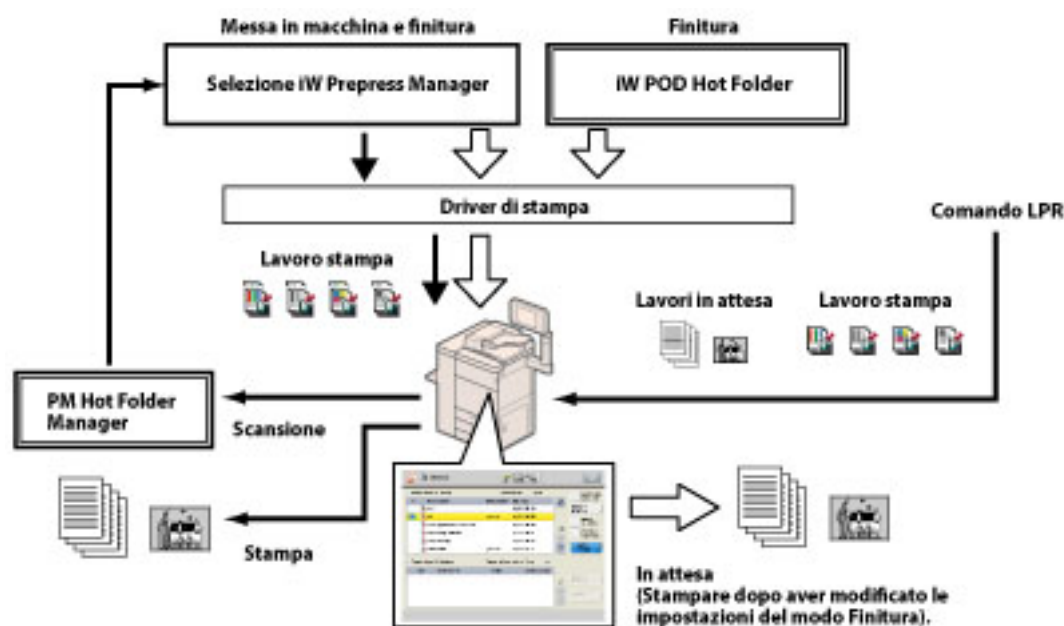 Messa in macchina e finitura
Finitura
Selezione iW Prepress Manager
iW POD Hot Folder
Driver di stampa
Comando LPR
Lavoro stampa
Lavori in attesa
Lavoro stampa
PM Hot Folder
Manager
Scansione
Stampa
In attesa
(Stampare dopo aver modificato le
impostazioni del modo Finitura).